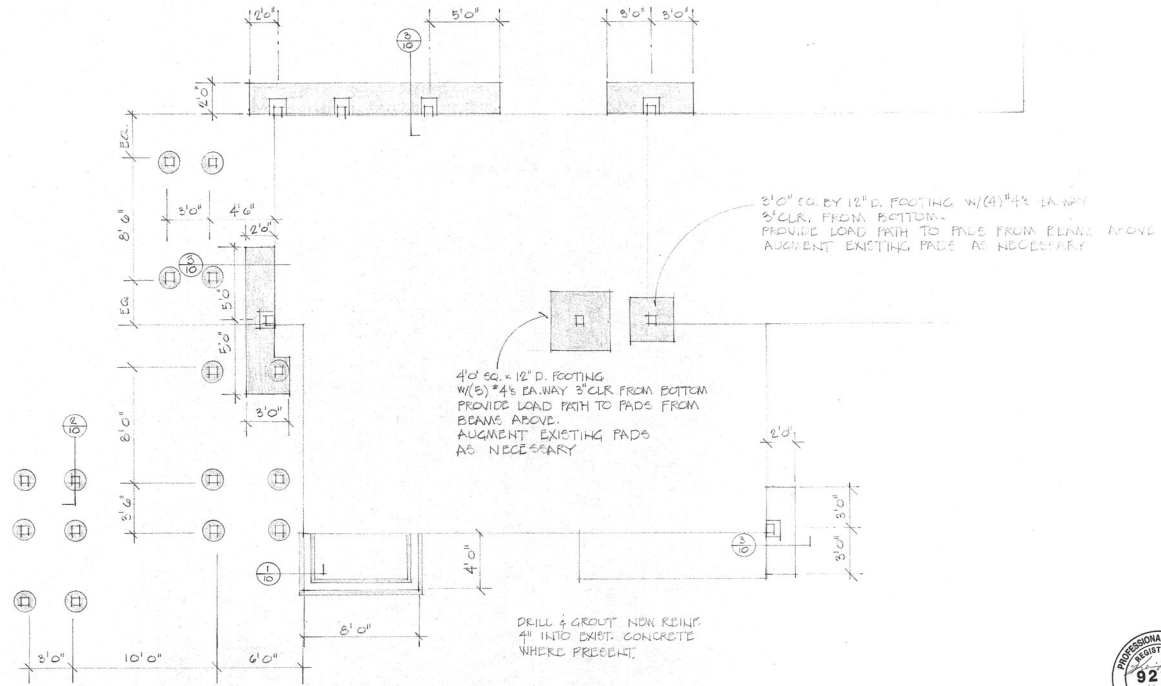 2'0"
5'0"
3'0" 3'0"
3
10
2'0"
EQ.
3'0" 4'6"
8'6"
2'0"
3
10
5'0"
EQ.
5'0"
3'0"
3'0" SQ. BY 12" D. FOOTING W/(4) #4'S EA. WAY
3" CLR. FROM BOTTOM.
PROVIDE LOAD PATH TO PADS FROM BEAMS ABOVE
AUGMENT EXISTING PADS AS NECESSARY
4'0" SQ. x 12" D. FOOTING
W/(5) #4'S EA. WAY 3" CLR FROM BOTTOM
PROVIDE LOAD PATH TO PADS FROM
BEAMS ABOVE.
AUGMENT EXISTING PADS
AS NECESSARY
8'0"
2
10
3'6"
2'0"
3'0"
3'0"
3
10
1
10
4'0"
8'0"
DRILL & GROUT NEW REINF.
4" INTO EXIST. CONCRETE
WHERE PRESENT.
3'0" 10'0" 6'0"
PROFESSIONA
REGIST
92